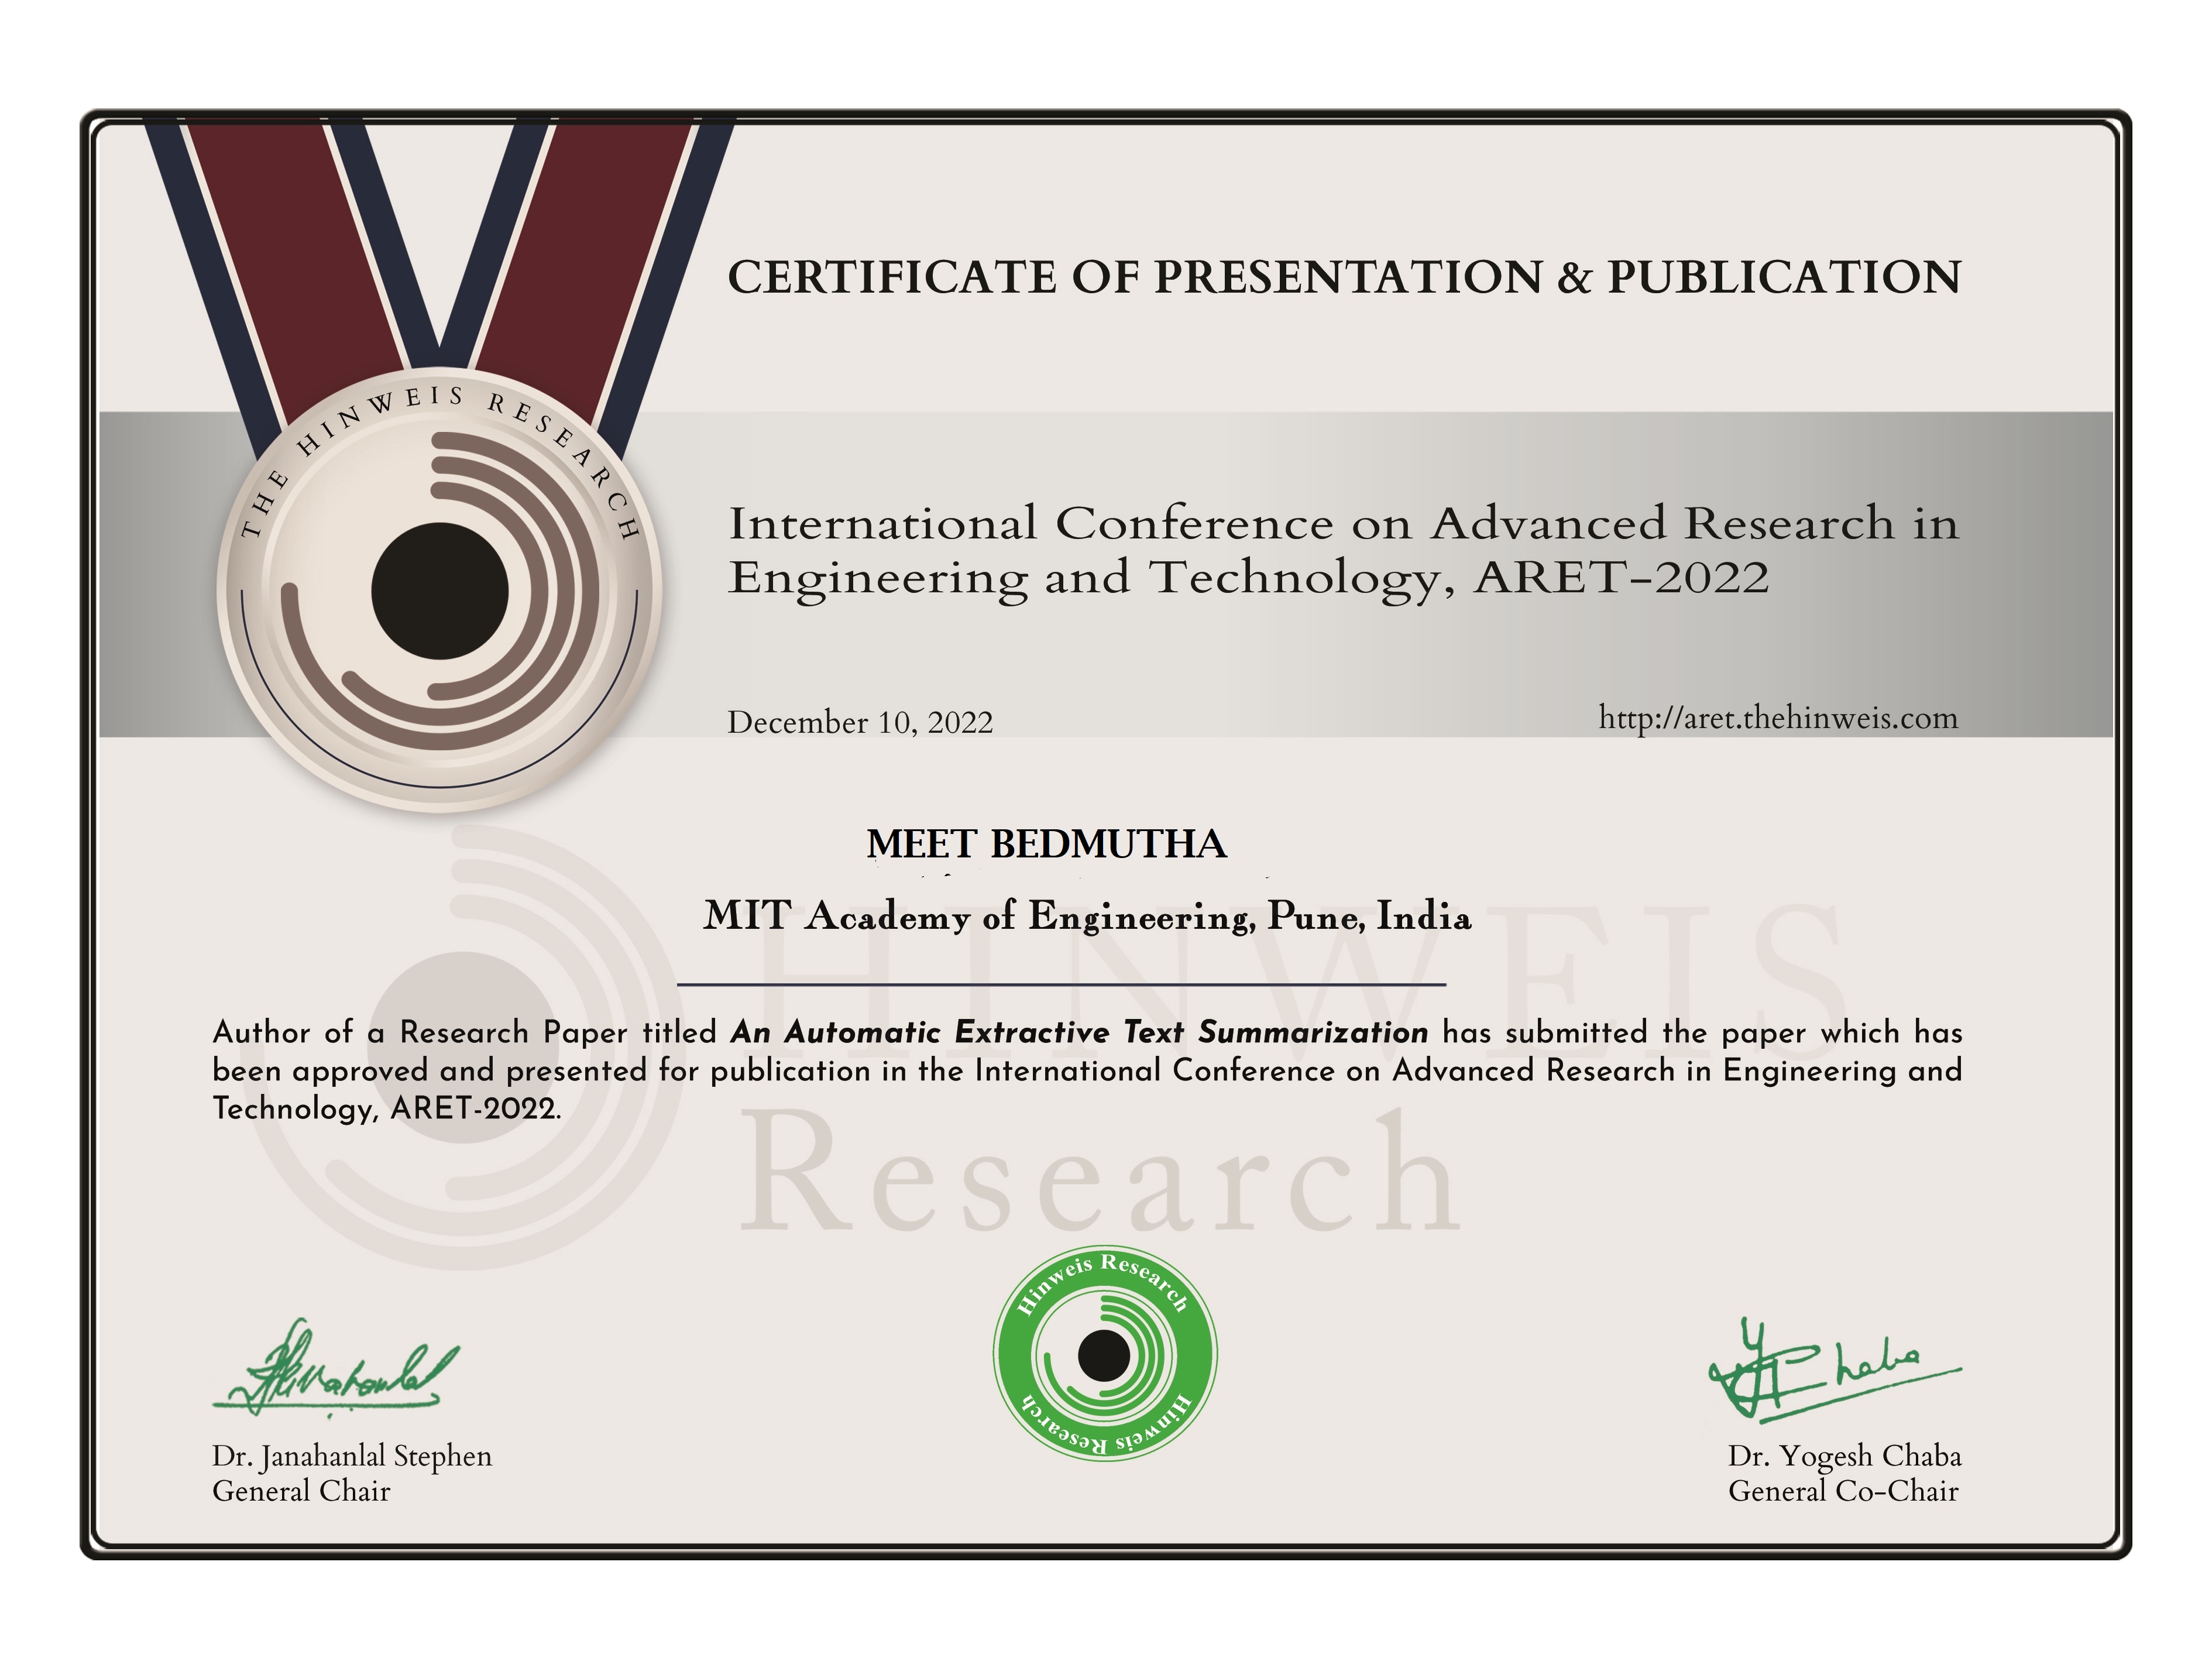 CERTIFICATE OF PRESENTATION & PUBLICATION
THE HINWEIS RESEARCH
International Conference on Advanced Research in
Engineering and Technology, ARET-2022
December 10, 2022
http://aret.thehinweis.com
MEET BEDMUTHA
MIT Academy of Engineering, Pune, India
HINWEIS
Author of a Research Paper titled An Automatic Extractive Text Summarization has submitted the paper which has
been approved and presented for publication in the International Conference on Advanced Research in Engineering and
Technology, ARET-2022.
Research
Hinweis Research
Hinweis Research
Dr. Janahanlal Stephen
General Chair
Chaba
Dr. Yogesh Chaba
General Co-Chair